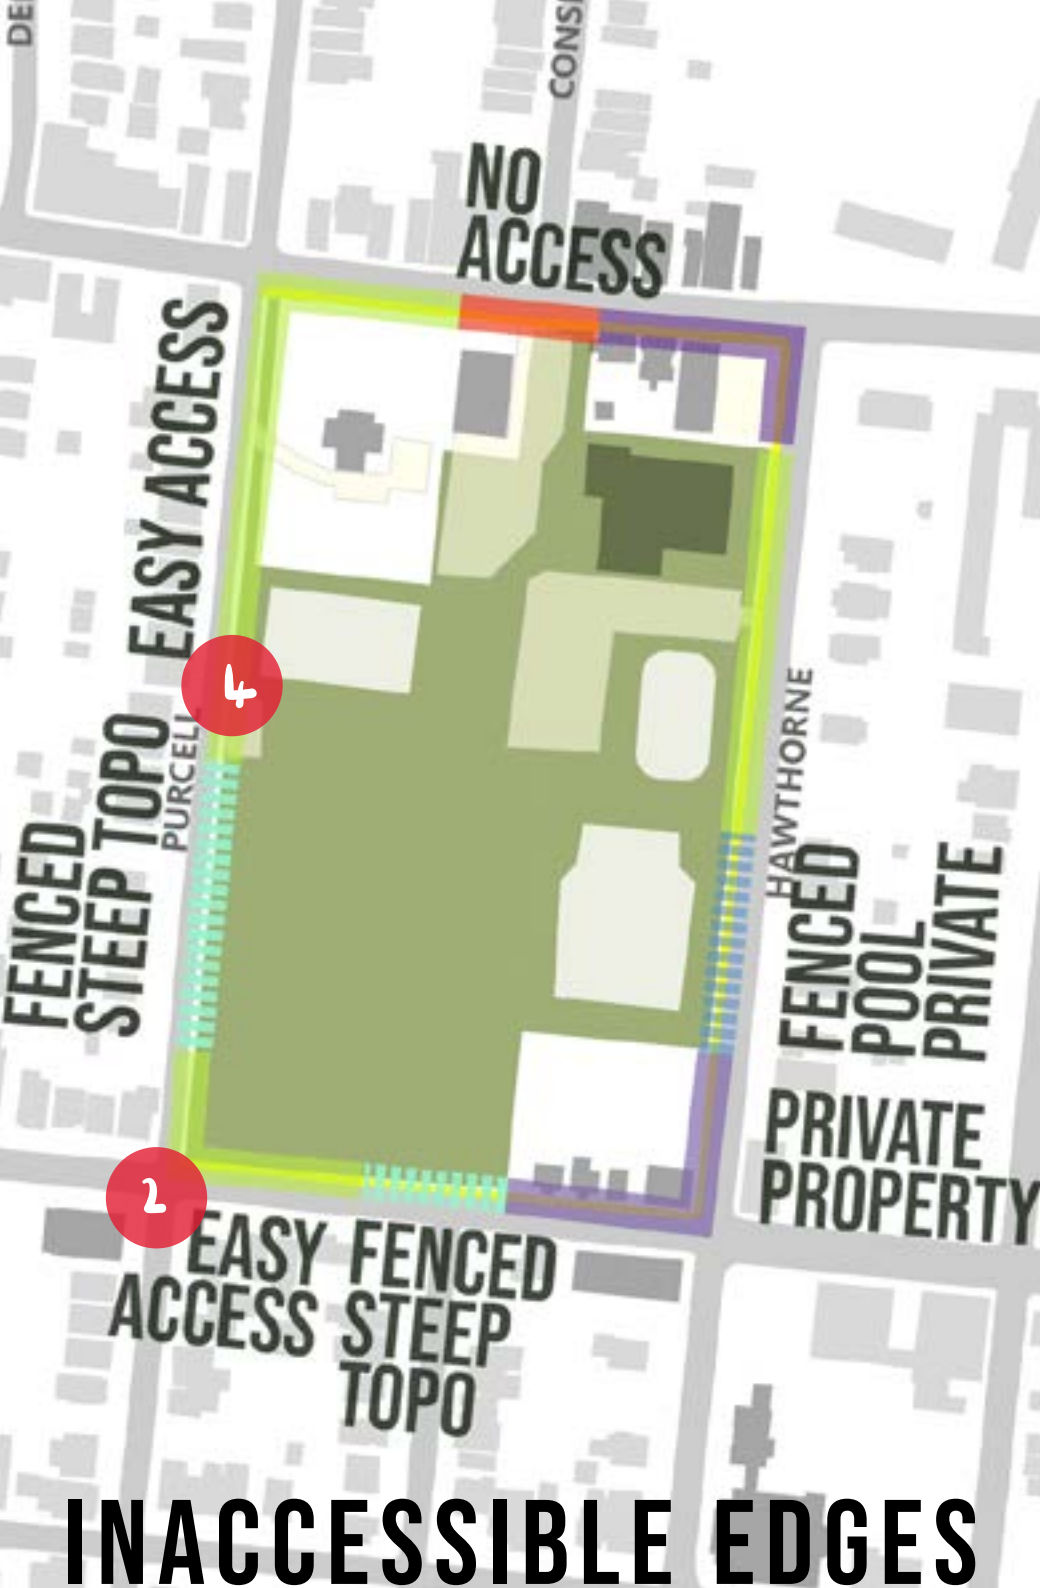 NO
ACCESS
EASY ACCESS
4
PURCELL
FENCED
STEEP TOPO
HAWTHORNE
FENCED
POOL
PRIVATE
PRIVATE
PROPERTY
2
EASY
ACCESS
FENCED
STEEP
TOPO
INACCESSIBLE EDGES